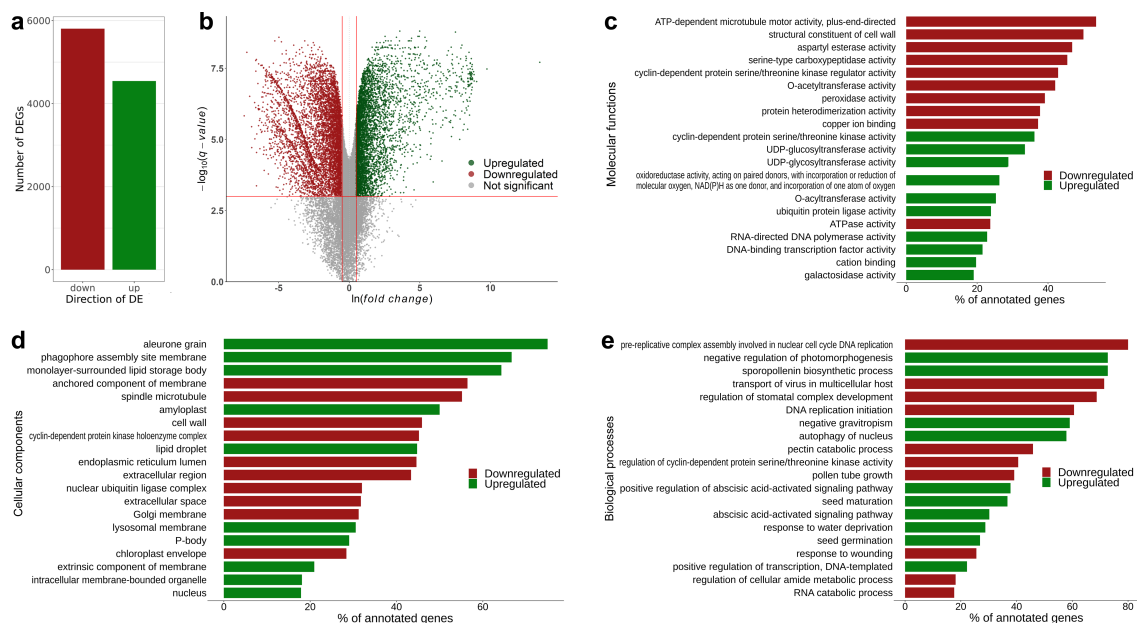 a
6000
4000
2000
0
Number of DEGs
down
up
Direction of DE
b
7.5
5.0
2.5
0.0
−log10(q−value)
Upregulated
Downregulated
Not significant
-5
0
5
10
ln(fold change)
c
Molecular functions
ATP-dependent microtubule motor activity, plus-end-directed
structural constituent of cell wall
aspartyl esterase activity
serine-type carboxypeptidase activity
cyclin-dependent protein serine/threonine kinase regulator activity
O-acetyltransferase activity
peroxidase activity
protein heterodimerization activity
copper ion binding
cyclin-dependent protein serine/threonine kinase activity
UDP-glucosyltransferase activity
UDP-glycosyltransferase activity
oxidoreductase activity, acting on paired donors, with incorporation or reduction of
molecular oxygen, NAD(P)H as one donor, and incorporation of one atom of oxygen
O-acyltransferase activity
ubiquitin protein ligase activity
ATPase activity
RNA-directed DNA polymerase activity
DNA-binding transcription factor activity
cation binding
galactosidase activity
Downregulated
Upregulated
0
20
40
% of annotated genes
d
Cellular components
aleurone grain
phagophore assembly site membrane
monolayer-surrounded lipid storage body
anchored component of membrane
spindle microtubule
amyloplast
cell wall
cyclin-dependent protein kinase holoenzyme complex
lipid droplet
endoplasmic reticulum lumen
extracellular region
nuclear ubiquitin ligase complex
extracellular space
Golgi membrane
lysosomal membrane
P-body
chloroplast envelope
extrinsic component of membrane
intracellular membrane-bounded organelle
nucleus
Downregulated
Upregulated
0
20
40
60
% of annotated genes
e
Biological processes
pre-replicative complex assembly involved in nuclear cell cycle DNA replication
negative regulation of photomorphogenesis
sporopollenin biosynthetic process
transport of virus in multicellular host
regulation of stomatal complex development
DNA replication initiation
negative gravitropism
autophagy of nucleus
pectin catabolic process
regulation of cyclin-dependent protein serine/threonine kinase activity
pollen tube growth
positive regulation of abscisic acid-activated signaling pathway
seed maturation
abscisic acid-activated signaling pathway
response to water deprivation
seed germination
response to wounding
positive regulation of transcription, DNA-templated
regulation of cellular amide metabolic process
RNA catabolic process
Downregulated
Upregulated
0
20
40
60
80
% of annotated genes